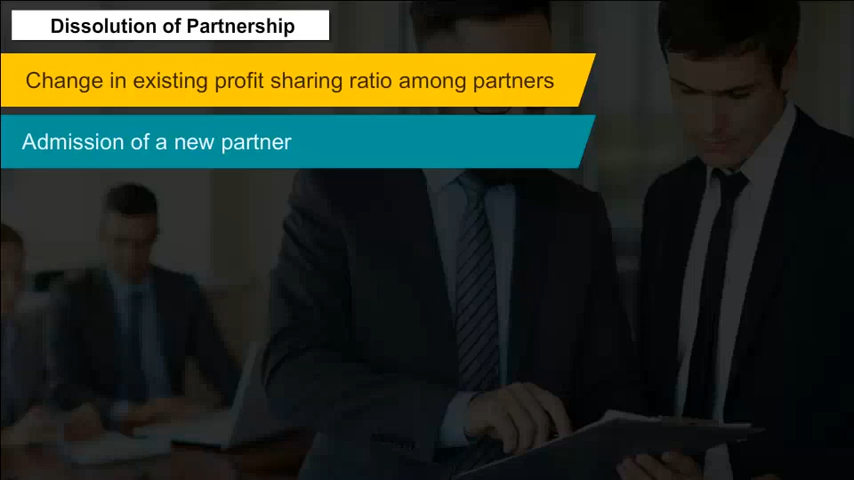 Dissolution of Partnership
Change in existing profit sharing ratio among partners
Admission of a new partner